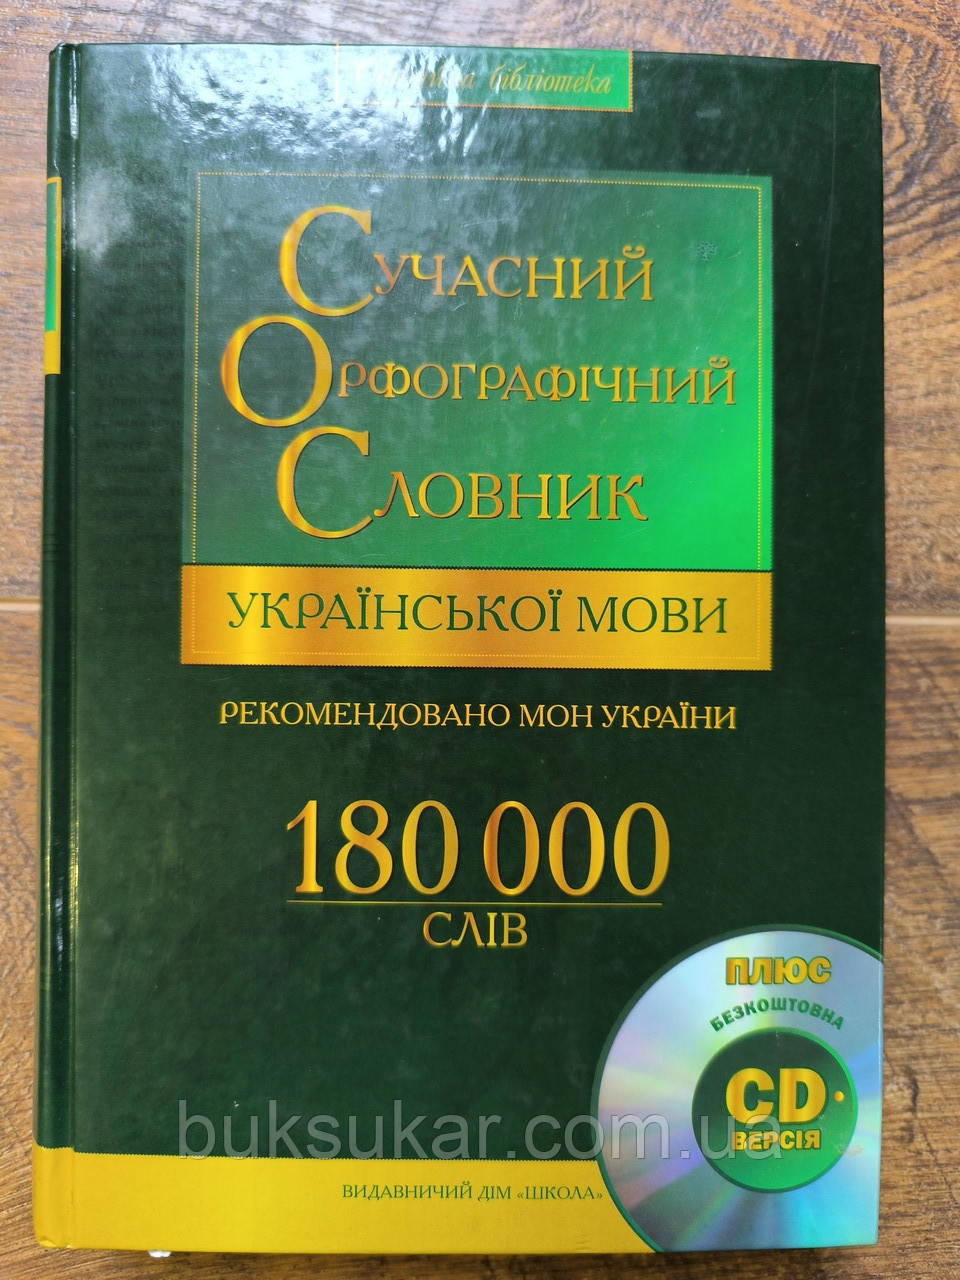 бібліотека
СУЧАСНИЙ
ОРФОГРАФІЧНИЙ
СЛОВНИК
УКРАЇНСЬКОЇ МОВИ
РЕКОМЕНДОВАНО МОН УКРАЇНИ
180 000
СЛІВ
ПЛЮС
БЕЗКОШТОВНА
CD-
ВЕРСІЯ
buksukar.com.ua
ВИДАВНИЧИЙ ДІМ «ШКОЛА»